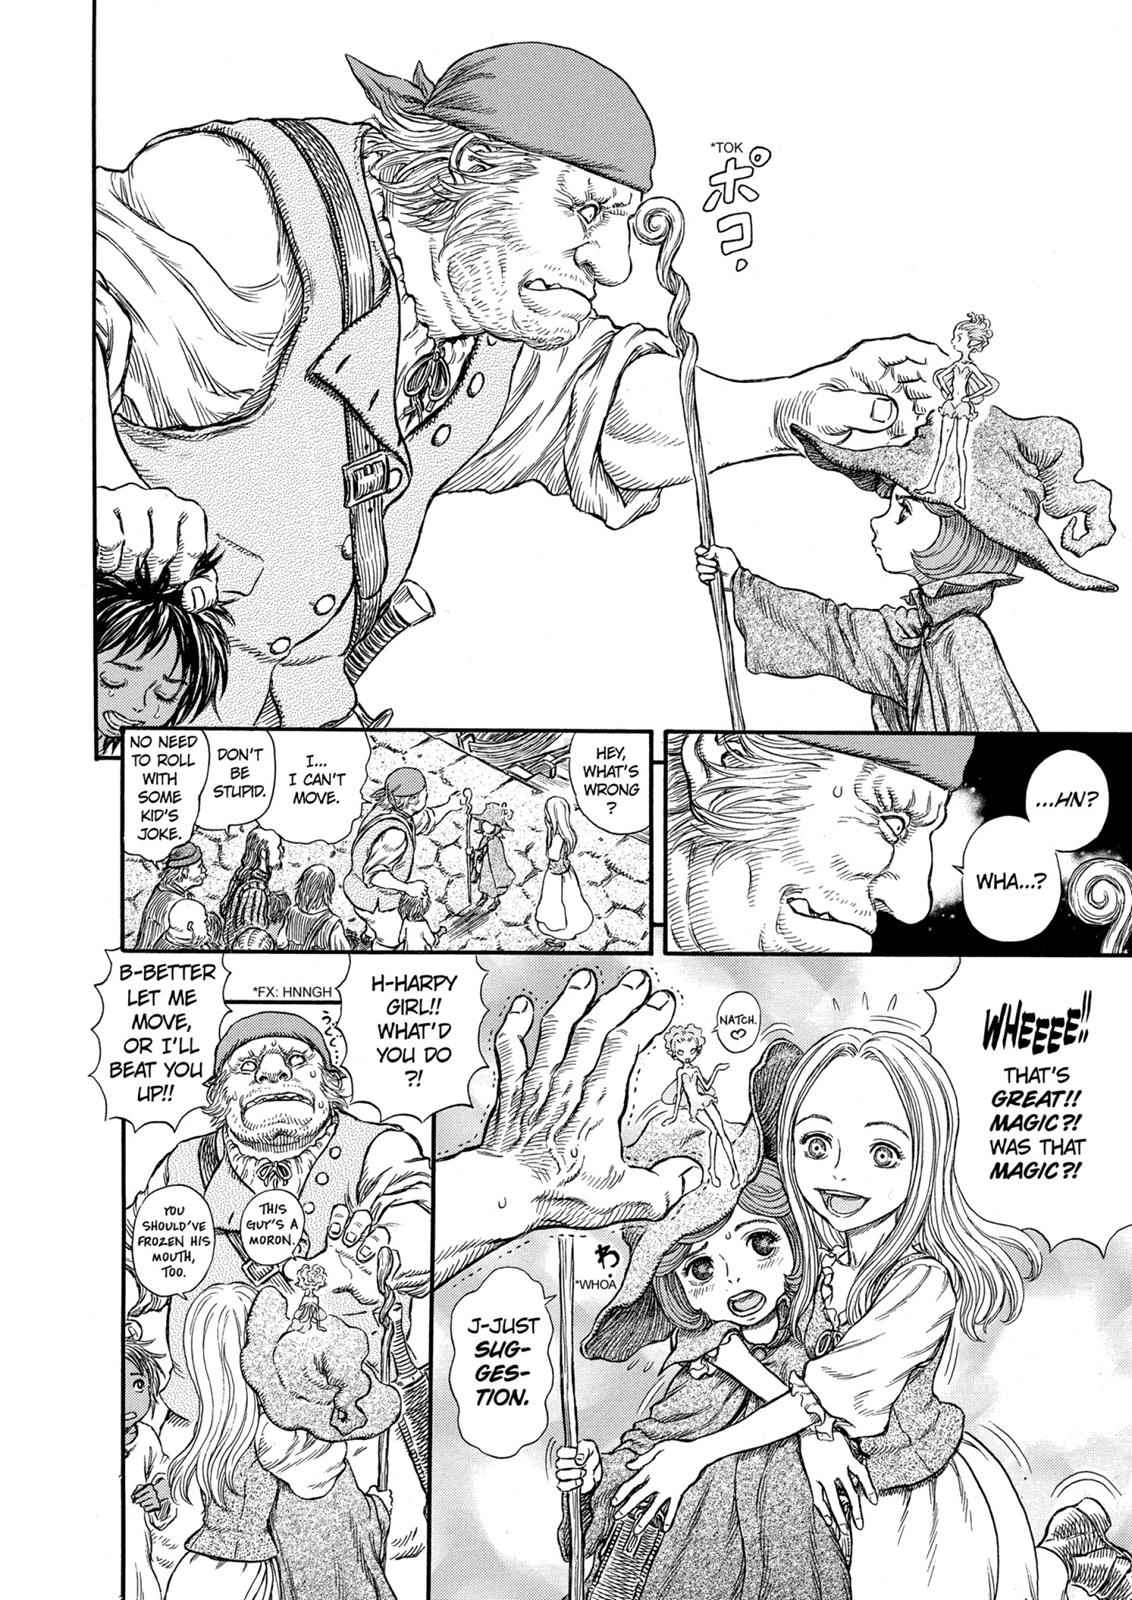 *TOK
ポコ
...HN?
WHA...?
HEY,
WHAT'S
WRONG
?
I...
I CAN'T
MOVE.
DON'T
BE
STUPID.
NO NEED
TO ROLL
WITH
SOME
KID'S
JOKE.
WHEEEE!!
THAT'S
GREAT!!
MAGIC?!
WAS THAT
MAGIC?!
NATCH.
♡
わ
*WHOA
J-JUST
SUG-
GES-
TION.
H-HARPY
GIRL!!
WHAT'D
YOU DO
?!
*FX: HNNGH
B-BETTER
LET ME
MOVE,
OR I'LL
BEAT YOU
UP!!
THIS
GUY'S A
MORON.
YOU
SHOULD'VE
FROZEN HIS
MOUTH,
TOO.